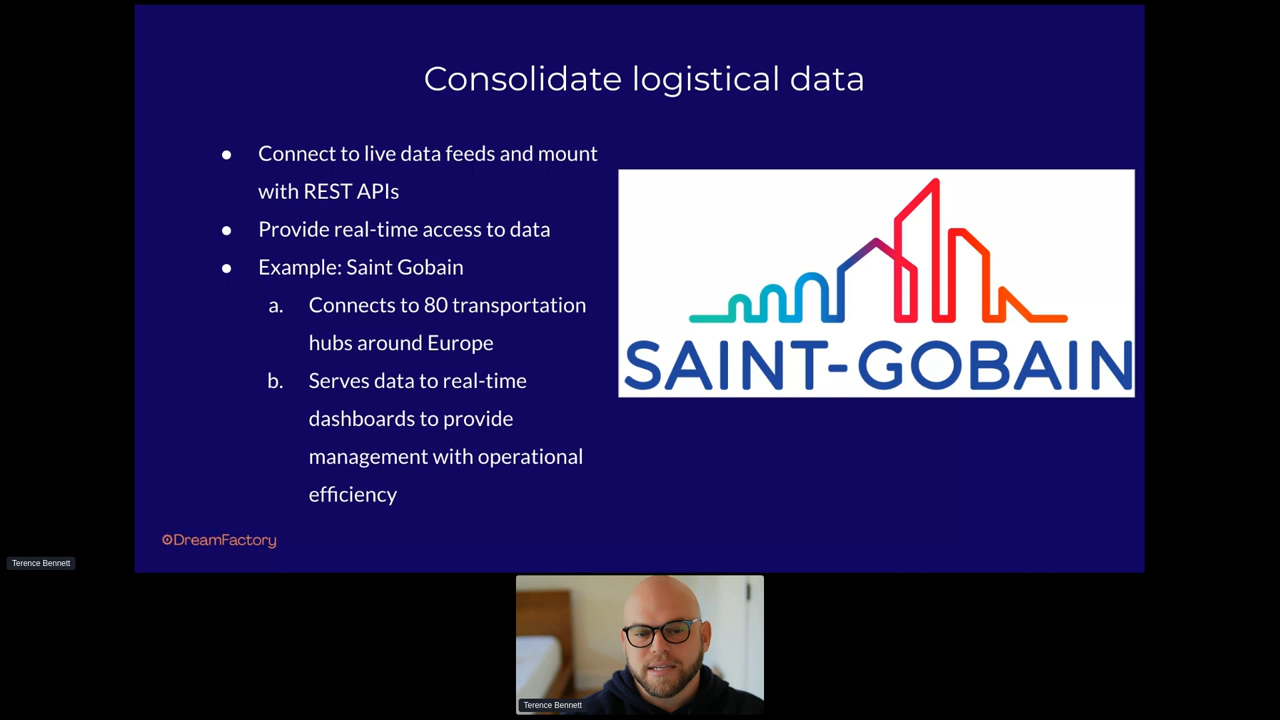 Consolidate logistical data
● Connect to live data feeds and mount
with REST APIs
● Provide real-time access to data
● Example: Saint Gobain
a. Connects to 80 transportation
hubs around Europe
b. Serves data to real-time
dashboards to provide
management with operational
efficiency
SAINT-GOBAIN
DreamFactory
Terence Bennett
Terence Bennett